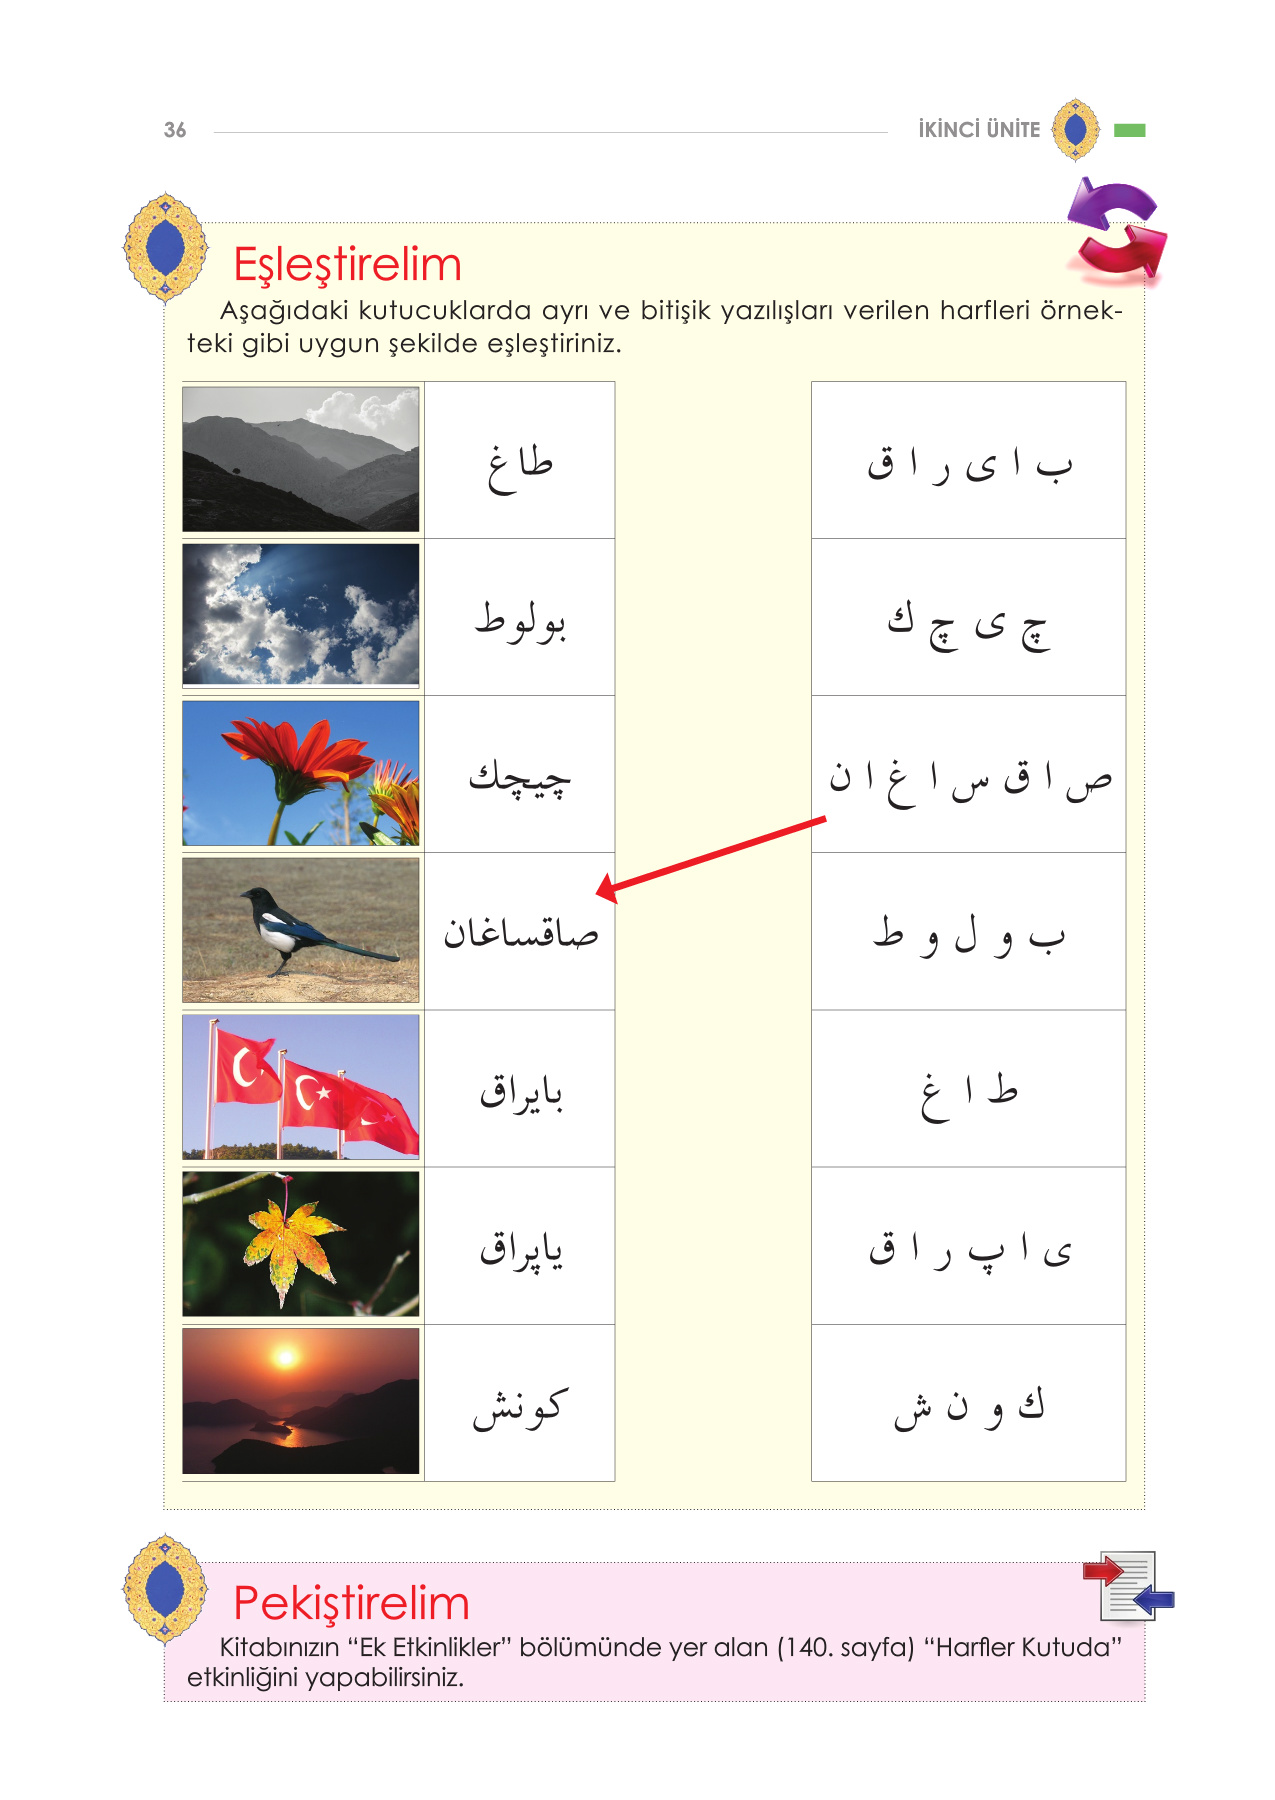 36
İKİNCİ ÜNİTE
Eşleştirelim
Aşağıdaki kutucuklarda ayrı ve bitişik yazılışları verilen harfleri örnek-
teki gibi uygun şekilde eşleştiriniz.
طاغ
ب ا ى ر ا ق
بولوط
چ ى چ ك
چيچك
ص ا ق س ا غ ا ن
صاقساغان
ب و ل و ط
بايراق
ط ا غ
ياپراق
ى ا پ ر ا ق
كونش
ك و ن ش
Pekiştirelim
Kitabınızın “Ek Etkinlikler” bölümünde yer alan (140. sayfa) “Harfler Kutuda”
etkinliğini yapabilirsiniz.